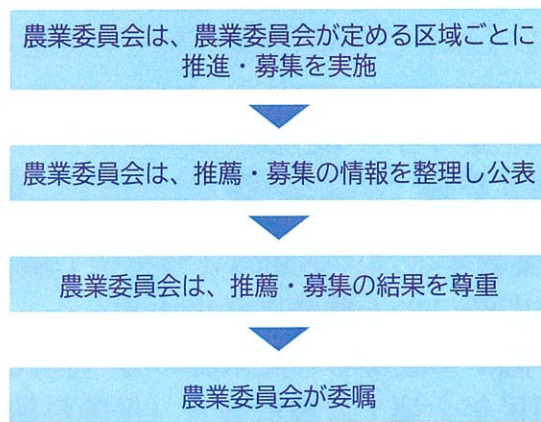 農業委員会は、農業委員会が定める区域ごとに
推進・募集を実施
農業委員会は、推薦・募集の情報を整理し公表
農業委員会は、推薦・募集の結果を尊重
農業委員会が委嘱